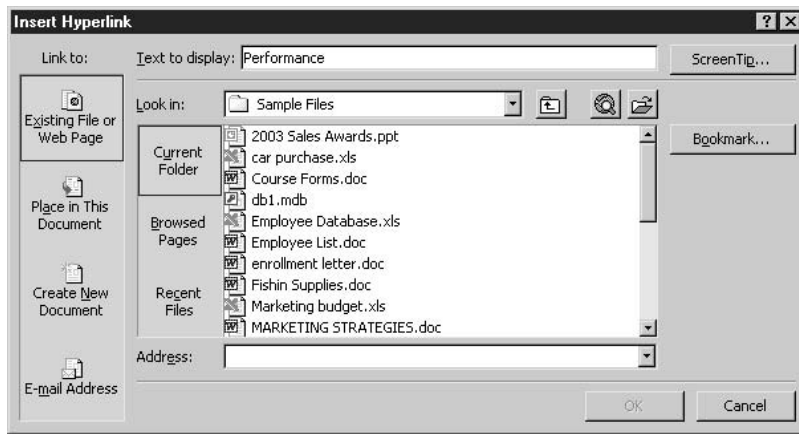 Insert Hyperlink
Link to:
Text to display: Performance
ScreenTip...
Existing File or
Web Page
Look in: Sample Files
Bookmark...
Current
Folder
Browsed
Pages
Recent
Files
2003 Sales Awards.ppt
car purchase.xls
Course Forms.doc
db1.mdb
Employee Database.xls
Employee List.doc
enrollment letter.doc
Fishin Supplies.doc
Marketing budget.xls
MARKETING STRATEGIES.doc
Place in This
Document
Create New
Document
E-mail Address
Address:
OK
Cancel